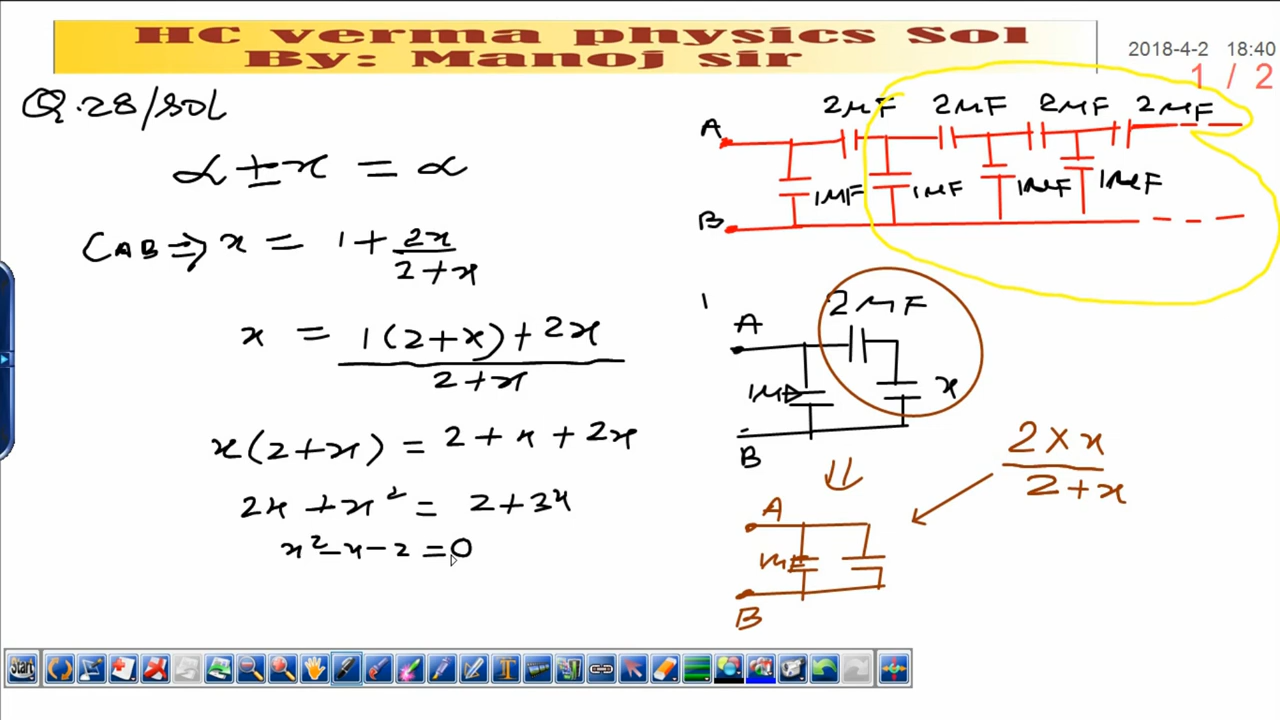 HC verma physics Sol
By: Manoj sir
2018-4-2 18:40
1 / 2
Q.28/sol
α ± x = α
CAB ⇒ x = 1 + 2x / 2+x
x = 1(2+x) + 2x / 2+x
x(2+x) = 2 + x + 2x
2x + x² = 2 + 3x
x² - x - 2 = 0
2μF 2μF 2μF 2μF
A
1μF 1μF 1μF 1μF
B
1
2μF
A
x
B
2 × x / 2+x
A
B
Start